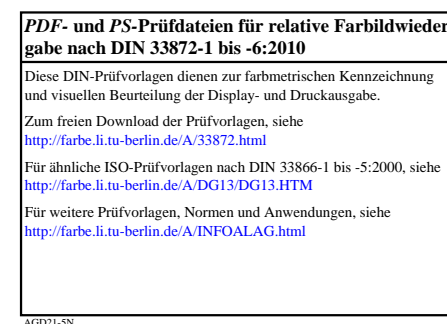 PDF- und PS-Prüfdateien für relative Farbbildwieder
gabe nach DIN 33872-1 bis -6:2010
Diese DIN-Prüfvorlagen dienen zur farbmetrischen Kennzeichnung
und visuellen Beurteilung der Display- und Druckausgabe.
Zum freien Download der Prüfvorlagen, siehe
http://farbe.li.tu-berlin.de/A/33872.html
Für ähnliche ISO-Prüfvorlagen nach DIN 33866-1 bis -5:2000, siehe
http://farbe.li.tu-berlin.de/A/DG13/DG13.HTM
Für weitere Prüfvorlagen, Normen und Anwendungen, siehe
http://farbe.li.tu-berlin.de/A/INFOALAG.html
AGD21-5N